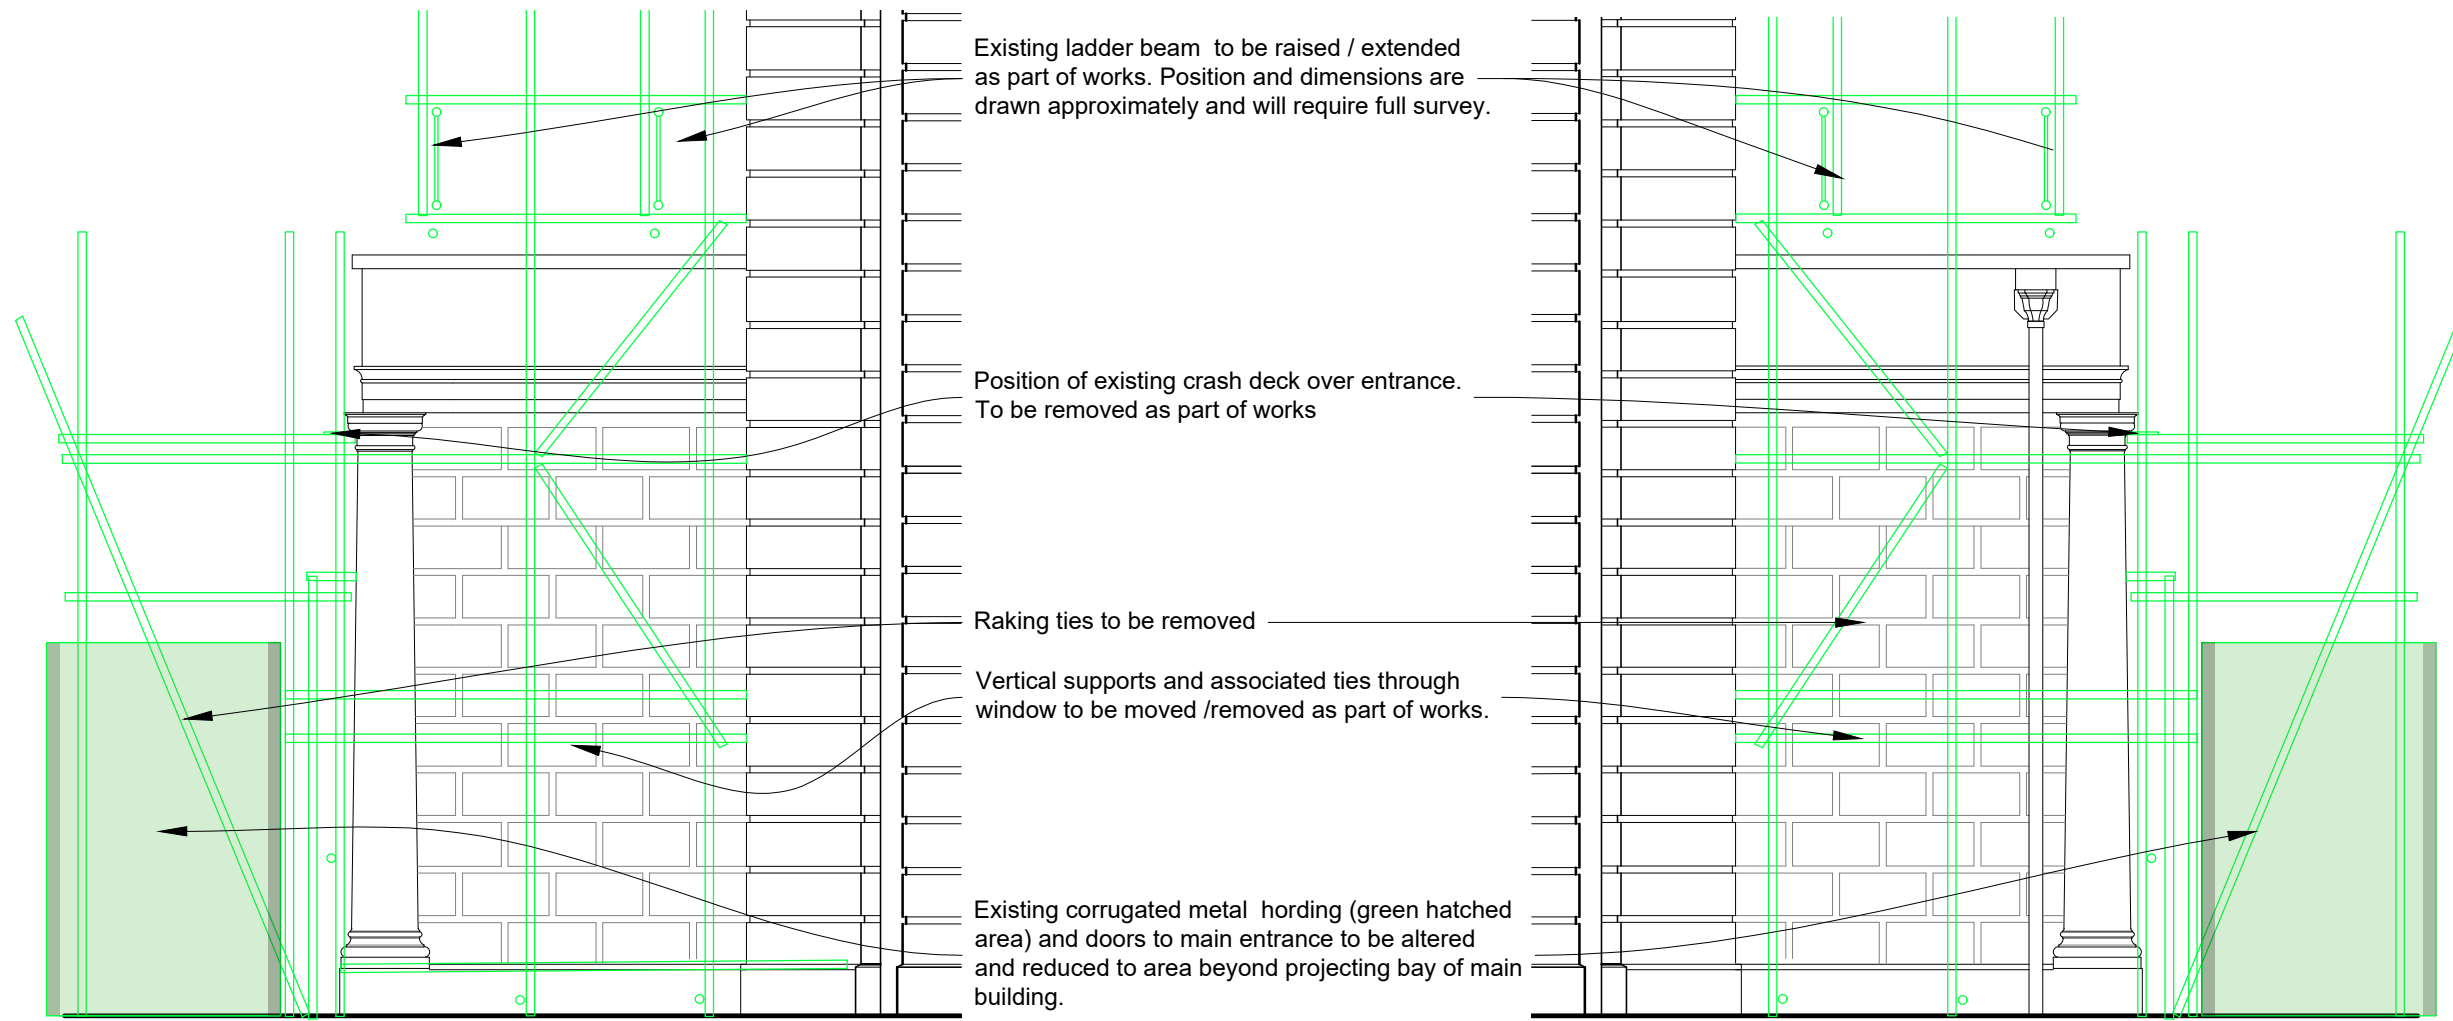 Existing ladder beam  to be raised / extended
as part of works. Position and dimensions are
drawn approximately and will require full survey.
Position of existing crash deck over entrance.
To be removed as part of works
Raking ties to be removed
Vertical supports and associated ties through
window to be moved /removed as part of works.
Existing corrugated metal  hording (green hatched
area) and doors to main entrance to be altered
and reduced to area beyond projecting bay of main
building.